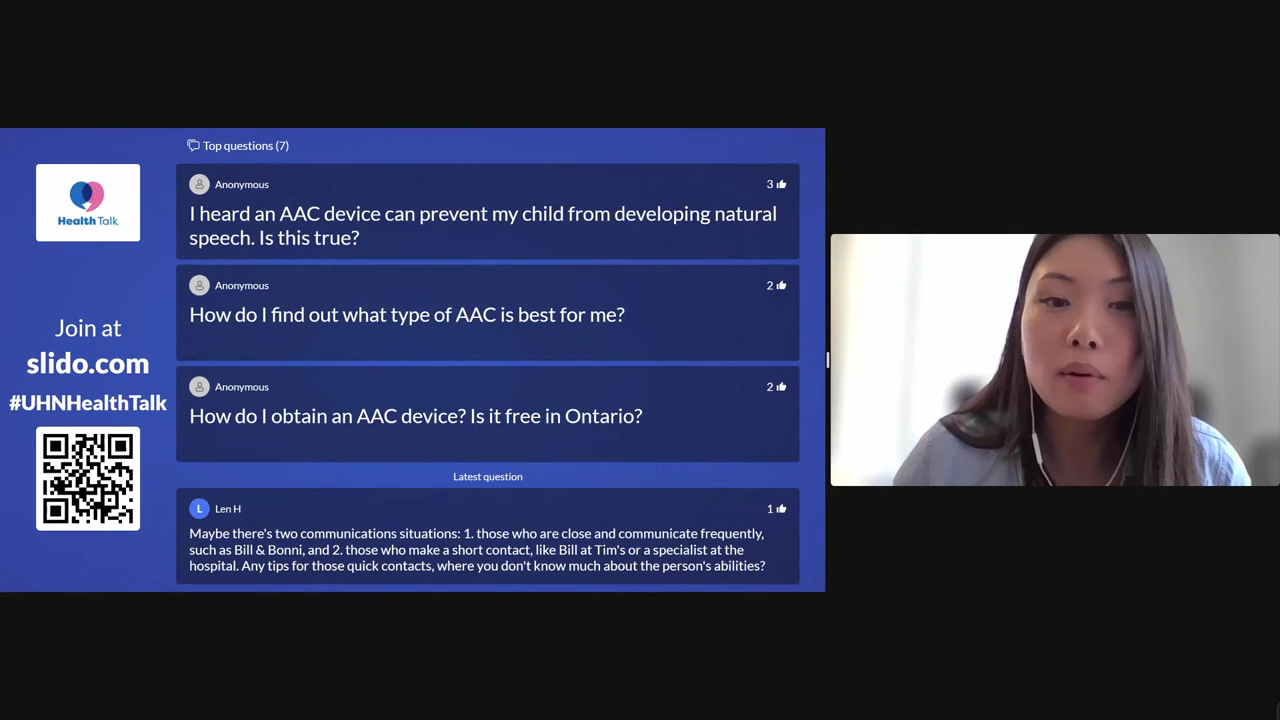 Top questions (7)
Health Talk
Join at
slido.com
#UHNHealthTalk
Anonymous
3
I heard an AAC device can prevent my child from developing natural
speech. Is this true?
Anonymous
2
How do I find out what type of AAC is best for me?
Anonymous
2
How do I obtain an AAC device? Is it free in Ontario?
Latest question
L
Len H
1
Maybe there's two communications situations: 1. those who are close and communicate frequently,
such as Bill & Bonni, and 2. those who make a short contact, like Bill at Tim's or a specialist at the
hospital. Any tips for those quick contacts, where you don't know much about the person's abilities?